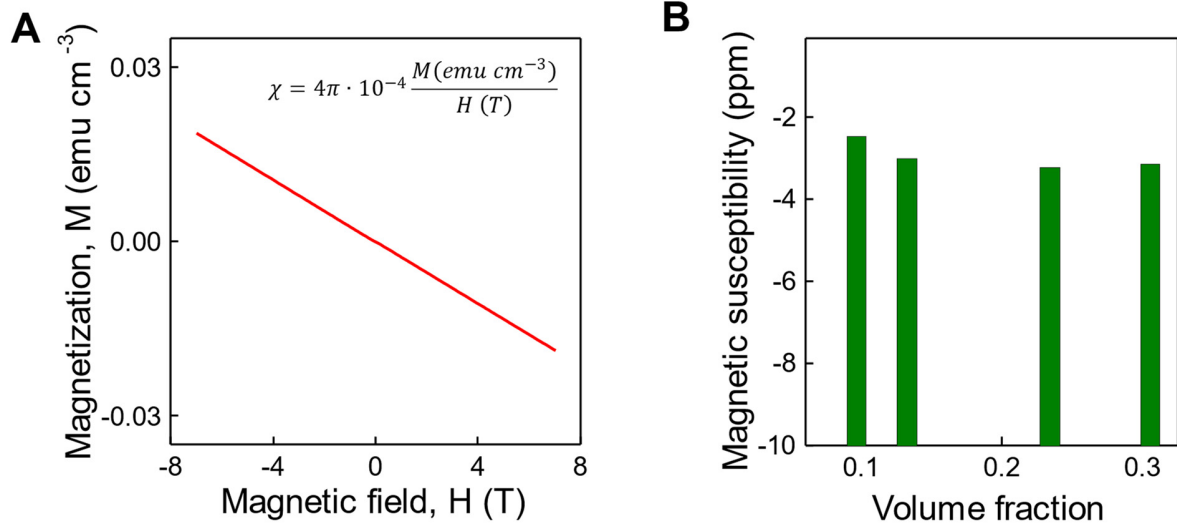 A
Magnetization, M (emu cm⁻³)
0.03
0.00
-0.03
χ = 4π · 10⁻⁴ M(emu cm⁻³) / H (T)
-8 -4 0 4 8
Magnetic field, H (T)
B
Magnetic susceptibility (ppm)
-2
-4
-6
-8
-10
0.1 0.2 0.3
Volume fraction